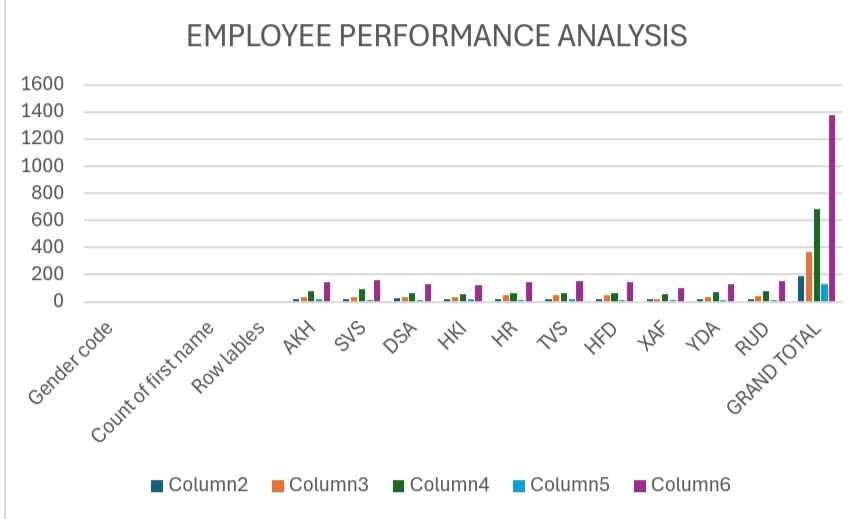 EMPLOYEE PERFORMANCE ANALYSIS
1600
1400
1200
1000
800
600
400
200
0
Gender code
Count of first name
Row lables
AKH
SVS
DSA
HKI
HR
TVS
HFD
XAF
YDA
RUD
GRAND TOTAL
Column2 Column3 Column4 Column5 Column6